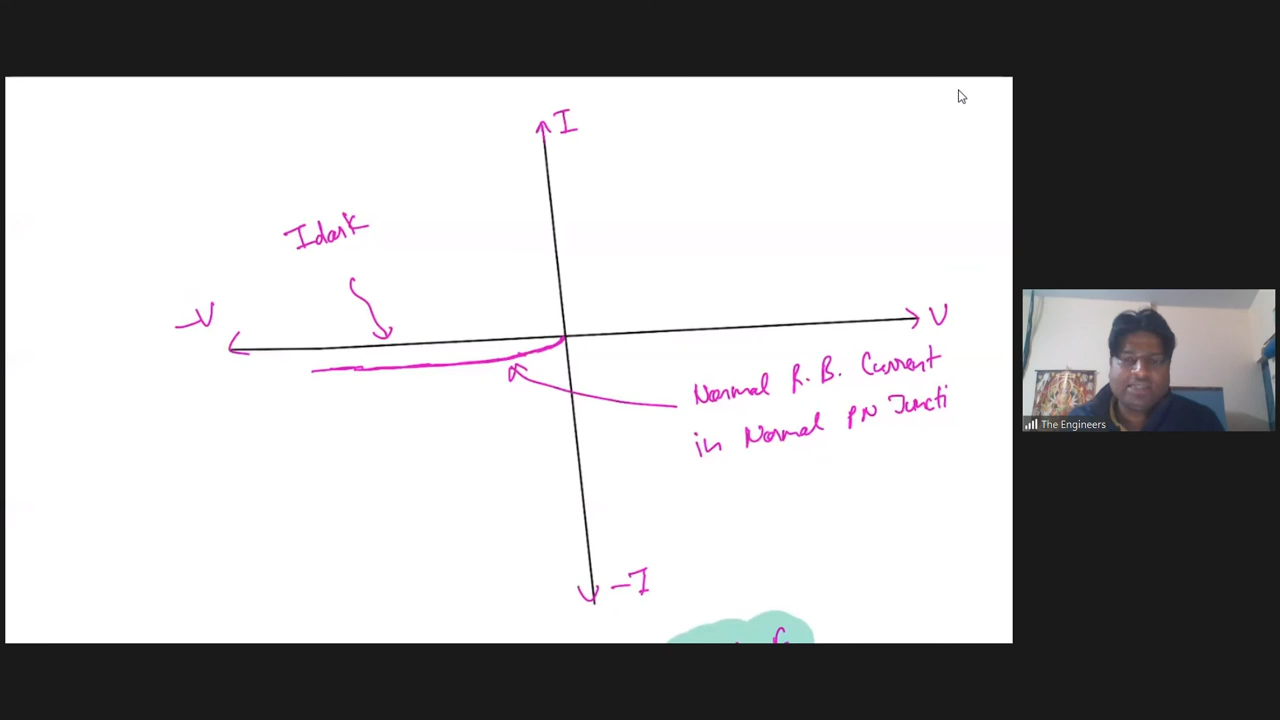 I
Idark
-V
V
Normal R.B. Current
in Normal PN Juncti
-I
The Engineers